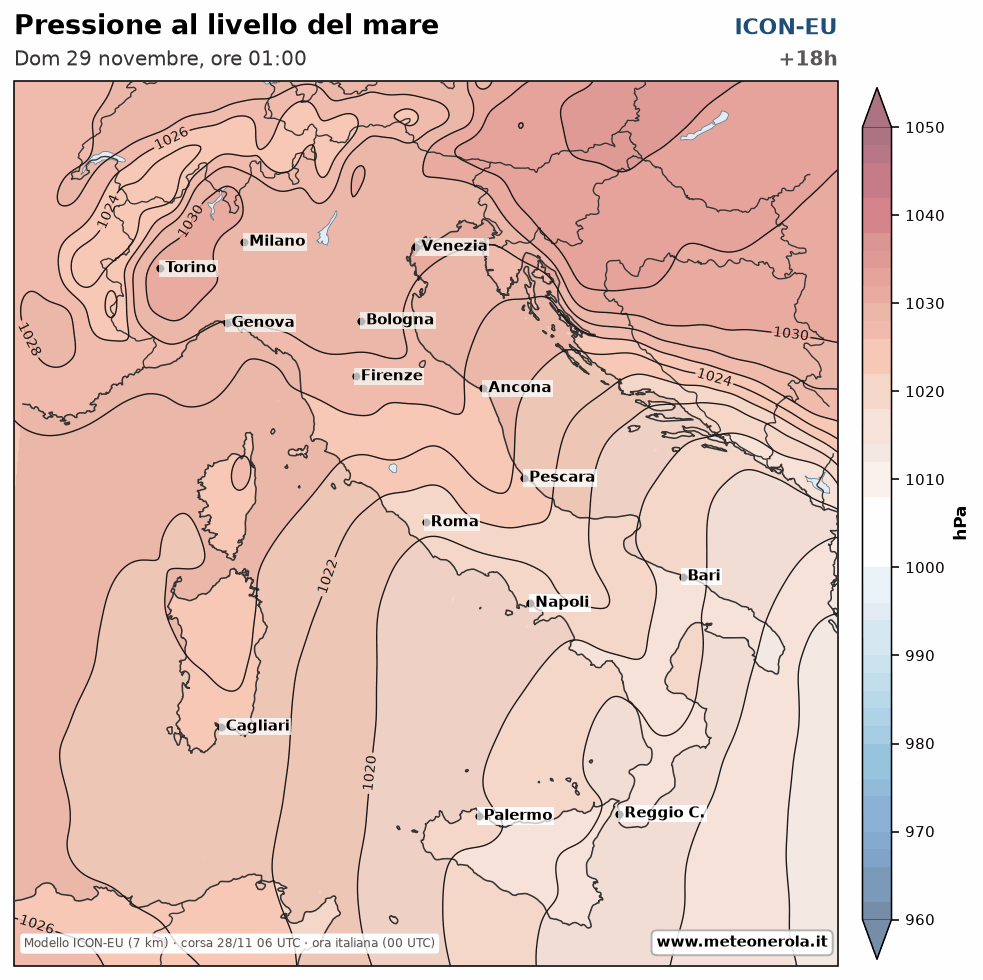 Pressione al livello del mare
ICON-EU
Dom 29 novembre, ore 01:00
+18h
1026
1024
1030
Milano
Torino
Venezia
1028
Genova
Bologna
1030
Firenze
Ancona
1024
Pescara
Roma
1022
Bari
Napoli
Cagliari
1020
Palermo
Reggio C.
1026
Modello ICON-EU (7 km) · corsa 28/11 06 UTC · ora italiana (00 UTC)
www.meteonerola.it
1050
1040
1030
1020
1010
1000
990
980
970
960
hPa